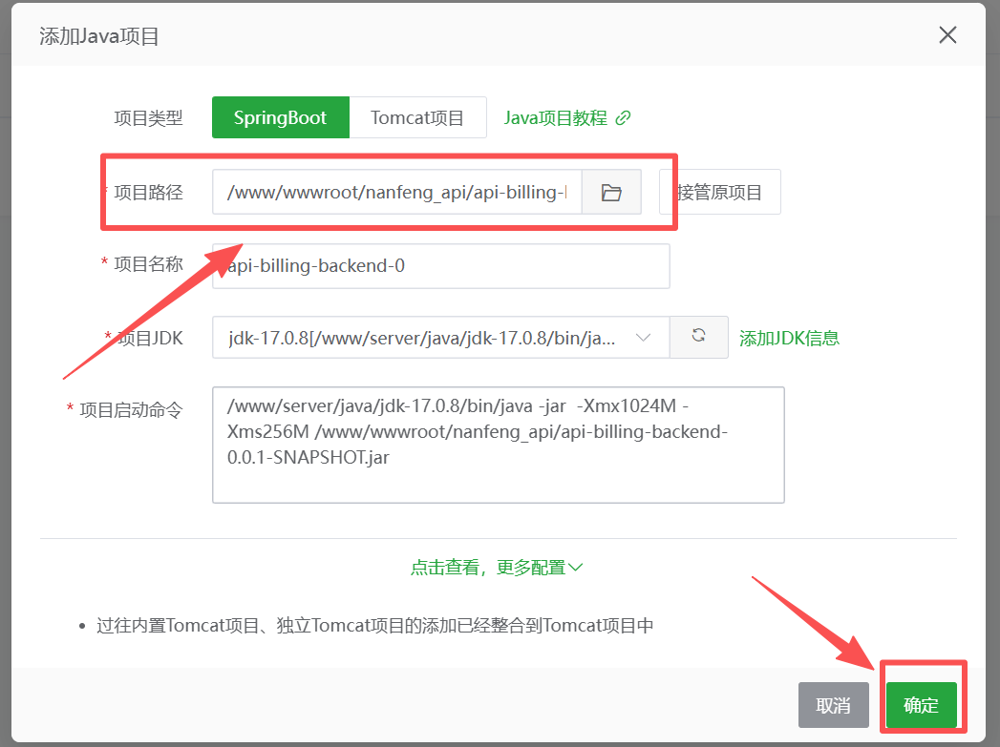 添加Java项目
项目类型 SpringBoot Tomcat项目 Java项目教程
* 项目路径 /www/wwwroot/nanfeng_api/api-billing- 接管原项目
* 项目名称 api-billing-backend-0
* 项目JDK jdk-17.0.8[/www/server/java/jdk-17.0.8/bin/ja... 添加JDK信息
* 项目启动命令 /www/server/java/jdk-17.0.8/bin/java -jar -Xmx1024M -
Xms256M /www/wwwroot/nanfeng_api/api-billing-backend-
0.0.1-SNAPSHOT.jar
点击查看，更多配置
• 过往内置Tomcat项目、独立Tomcat项目的添加已经整合到Tomcat项目中
取消 确定